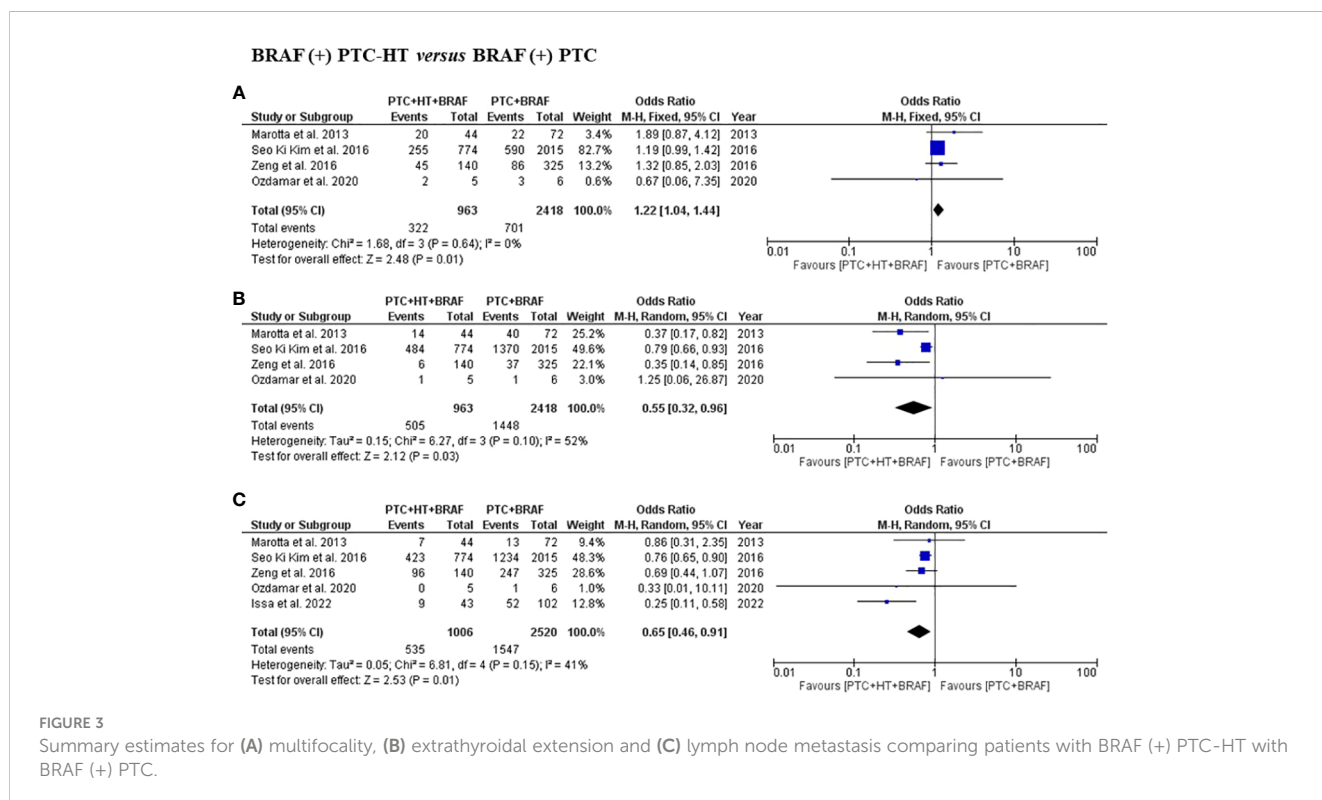 BRAF (+) PTC-HT versus BRAF (+) PTC
A
PTC+HT+BRAF PTC+BRAF Odds Ratio Odds Ratio
Study or Subgroup Events Total Events Total Weight M-H, Fixed, 95% CI Year M-H, Fixed, 95% CI
Marotta et al. 2013 20 44 22 72 3.4% 1.89 [0.87, 4.12] 2013
Seo Ki Kim et al. 2016 255 774 590 2015 82.7% 1.19 [0.99, 1.42] 2016
Zeng et al. 2016 45 140 86 325 13.2% 1.32 [0.85, 2.03] 2016
Ozdamar et al. 2020 2 5 3 6 0.6% 0.67 [0.06, 7.35] 2020
Total (95% CI) 963 2418 100.0% 1.22 [1.04, 1.44]
Total events 322 701
Heterogeneity: Chi² = 1.68, df = 3 (P = 0.64); I² = 0%
Test for overall effect: Z = 2.48 (P = 0.01)
0.01 0.1 1 10 100
Favours [PTC+HT+BRAF] Favours [PTC+BRAF]
B
PTC+HT+BRAF PTC+BRAF Odds Ratio Odds Ratio
Study or Subgroup Events Total Events Total Weight M-H, Random, 95% CI Year M-H, Random, 95% CI
Marotta et al. 2013 14 44 40 72 25.2% 0.37 [0.17, 0.82] 2013
Seo Ki Kim et al. 2016 484 774 1370 2015 49.6% 0.79 [0.66, 0.93] 2016
Zeng et al. 2016 6 140 37 325 22.1% 0.35 [0.14, 0.85] 2016
Ozdamar et al. 2020 1 5 1 6 3.0% 1.25 [0.06, 26.87] 2020
Total (95% CI) 963 2418 100.0% 0.55 [0.32, 0.96]
Total events 505 1448
Heterogeneity: Tau² = 0.15; Chi² = 6.27, df = 3 (P = 0.10); I² = 52%
Test for overall effect: Z = 2.12 (P = 0.03)
0.01 0.1 1 10 100
Favours [PTC+HT+BRAF] Favours [PTC+BRAF]
C
PTC+HT+BRAF PTC+BRAF Odds Ratio Odds Ratio
Study or Subgroup Events Total Events Total Weight M-H, Random, 95% CI Year M-H, Random, 95% CI
Marotta et al. 2013 7 44 13 72 9.4% 0.86 [0.31, 2.35] 2013
Seo Ki Kim et al. 2016 423 774 1234 2015 48.3% 0.76 [0.65, 0.90] 2016
Zeng et al. 2016 96 140 247 325 28.6% 0.69 [0.44, 1.07] 2016
Ozdamar et al. 2020 0 5 1 6 1.0% 0.33 [0.01, 10.11] 2020
Issa et al. 2022 9 43 52 102 12.8% 0.25 [0.11, 0.58] 2022
Total (95% CI) 1006 2520 100.0% 0.65 [0.46, 0.91]
Total events 535 1547
Heterogeneity: Tau² = 0.05; Chi² = 6.81, df = 4 (P = 0.15); I² = 41%
Test for overall effect: Z = 2.53 (P = 0.01)
0.01 0.1 1 10 100
Favours [PTC+HT+BRAF] Favours [PTC+BRAF]
FIGURE 3
Summary estimates for (A) multifocality, (B) extrathyroidal extension and (C) lymph node metastasis comparing patients with BRAF (+) PTC-HT with
BRAF (+) PTC.